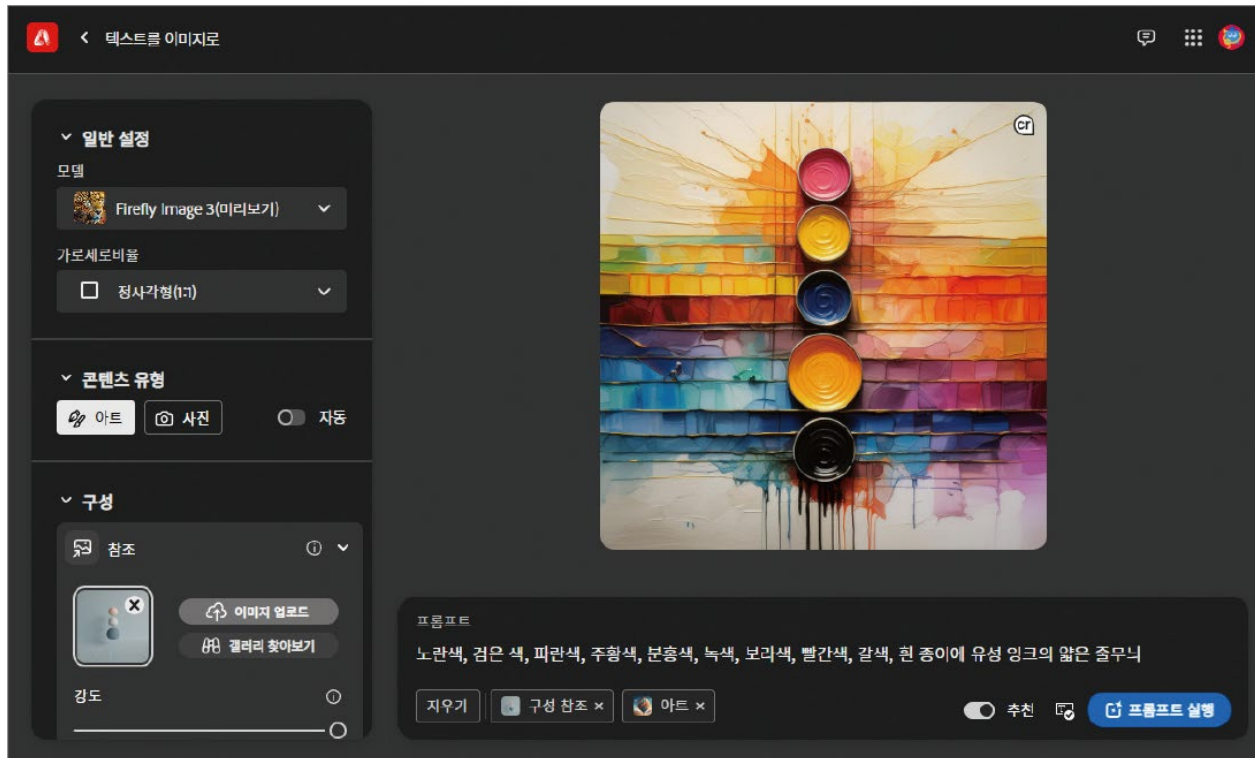 텍스트를 이미지로
일반 설정
모델
Firefly Image 3(미리보기)
가로세로비율
정사각형(1:1)
콘텐츠 유형
아트
사진
자동
구성
참조
이미지 업로드
갤러리 찾아보기
강도
cr
프롬프트
노란색, 검은 색, 파란색, 주황색, 분홍색, 녹색, 보라색, 빨간색, 갈색, 흰 종이에 유성 잉크의 얇은 줄무늬
지우기
구성 참조 ×
아트 ×
추천
프롬프트 실행